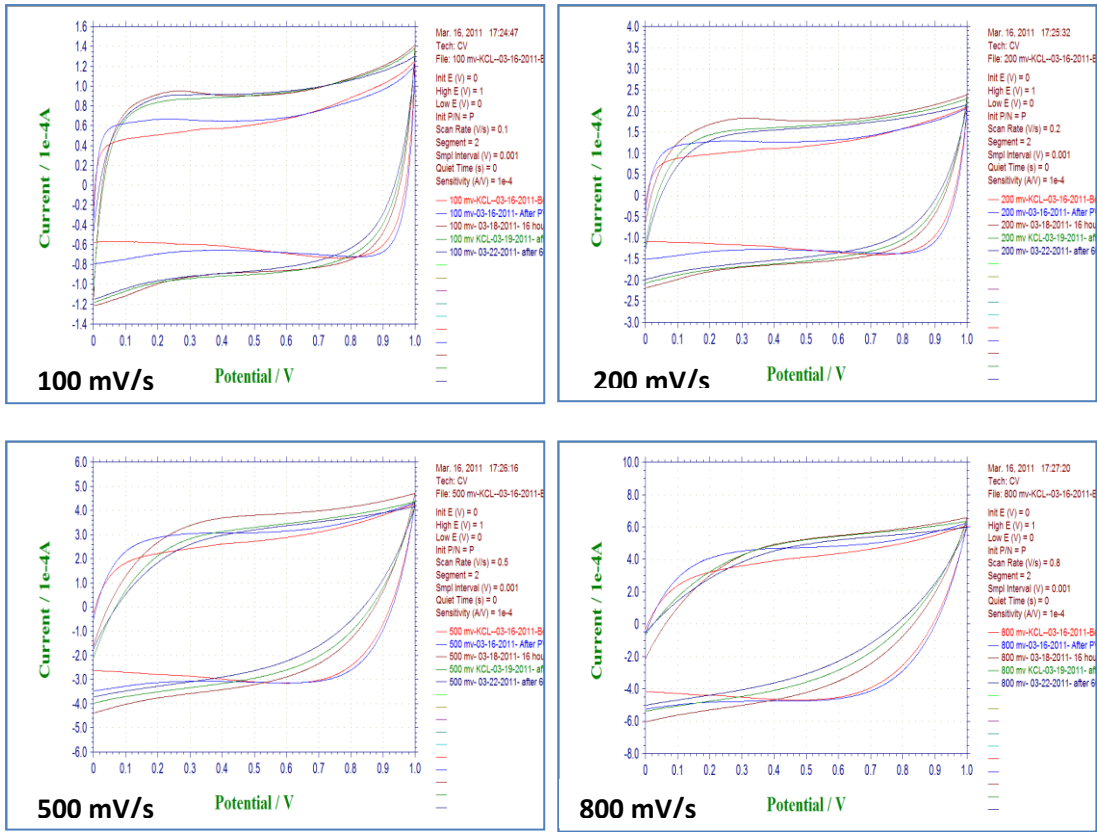 1.6
1.4
1.2
1.0
0.8
0.6
0.4
0.2
0
-0.2
-0.4
-0.6
-0.8
-1.0
-1.2
-1.4
Current / 1e-4A
0 0.1 0.2 0.3 0.4 0.5 0.6 0.7 0.8 0.9 1.0
Potential / V
100 mV/s
Mar. 16, 2011 17:24:47
Tech: CV
File: 100 mv-KCL--03-16-2011-B
Init E (V) = 0
High E (V) = 1
Low E (V) = 0
Init P/N = P
Scan Rate (V/s) = 0.1
Segment = 2
Smpl Interval (V) = 0.001
Quiet Time (s) = 0
Sensitivity (A/V) = 1e-4
100 mv-KCL--03-16-2011-B
100 mv-03-16-2011- After P
100 mv- 03-18-2011- 16 hou
100 mv KCL-03-19-2011- af
100 mv- 03-22-2011- after 6
4.0
3.5
3.0
2.5
2.0
1.5
1.0
0.5
0
-0.5
-1.0
-1.5
-2.0
-2.5
-3.0
Current / 1e-4A
0 0.1 0.2 0.3 0.4 0.5 0.6 0.7 0.8 0.9 1.0
Potential / V
200 mV/s
Mar. 16, 2011 17:25:32
Tech: CV
File: 200 mv-KCL--03-16-2011-B
Init E (V) = 0
High E (V) = 1
Low E (V) = 0
Init P/N = P
Scan Rate (V/s) = 0.2
Segment = 2
Smpl Interval (V) = 0.001
Quiet Time (s) = 0
Sensitivity (A/V) = 1e-4
200 mv-KCL--03-16-2011-B
200 mv-03-16-2011- After P
200 mv- 03-18-2011- 16 hou
200 mv KCL-03-19-2011- af
200 mv- 03-22-2011- after 6
6.0
5.0
4.0
3.0
2.0
1.0
0
-1.0
-2.0
-3.0
-4.0
-5.0
-6.0
Current / 1e-4A
0 0.1 0.2 0.3 0.4 0.5 0.6 0.7 0.8 0.9 1.0
Potential / V
500 mV/s
Mar. 16, 2011 17:26:16
Tech: CV
File: 500 mv-KCL--03-16-2011-B
Init E (V) = 0
High E (V) = 1
Low E (V) = 0
Init P/N = P
Scan Rate (V/s) = 0.5
Segment = 2
Smpl Interval (V) = 0.001
Quiet Time (s) = 0
Sensitivity (A/V) = 1e-4
500 mv-KCL--03-16-2011-B
500 mv-03-16-2011- After P
500 mv- 03-18-2011- 16 hou
500 mv KCL-03-19-2011- af
500 mv- 03-22-2011- after 6
10.0
8.0
6.0
4.0
2.0
0
-2.0
-4.0
-6.0
-8.0
Current / 1e-4A
0 0.1 0.2 0.3 0.4 0.5 0.6 0.7 0.8 0.9 1.0
Potential / V
800 mV/s
Mar. 16, 2011 17:27:20
Tech: CV
File: 800 mv-KCL--03-16-2011-B
Init E (V) = 0
High E (V) = 1
Low E (V) = 0
Init P/N = P
Scan Rate (V/s) = 0.8
Segment = 2
Smpl Interval (V) = 0.001
Quiet Time (s) = 0
Sensitivity (A/V) = 1e-4
800 mv-KCL--03-16-2011-B
800 mv-03-16-2011- After P
800 mv- 03-18-2011- 16 hou
800 mv KCL-03-19-2011- af
800 mv- 03-22-2011- after 6